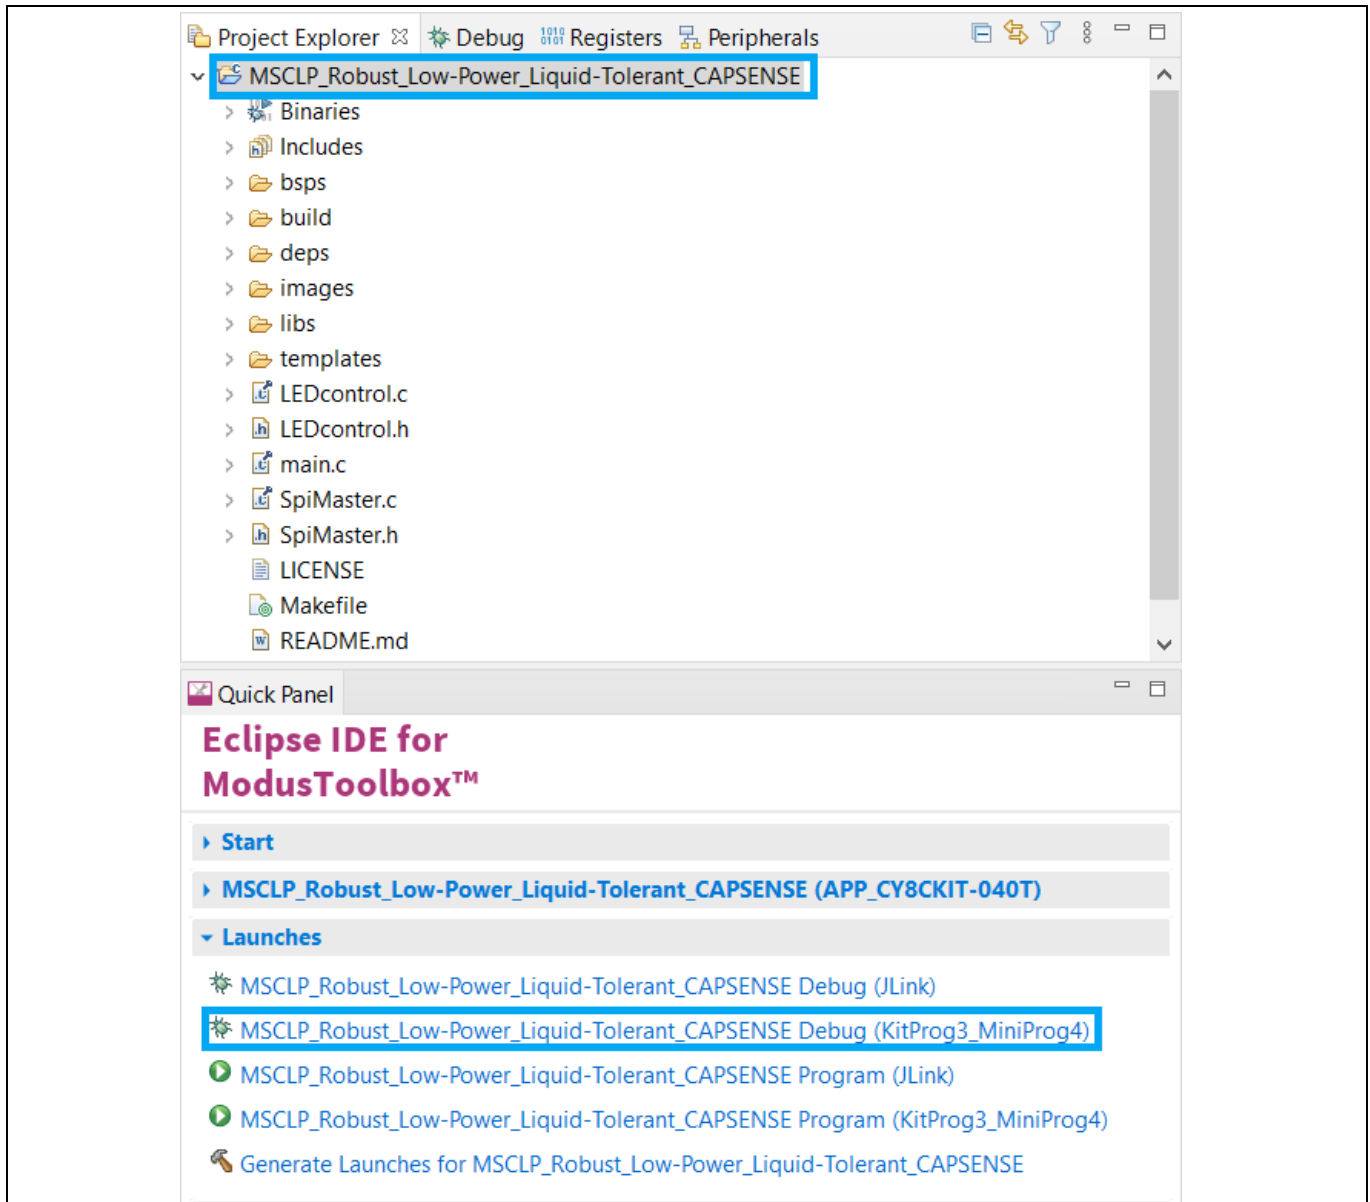 Project Explorer Debug Registers Peripherals
MSCLP_Robust_Low-Power_Liquid-Tolerant_CAPSENSE
Binaries
Includes
bsps
build
deps
images
libs
templates
LEDcontrol.c
LEDcontrol.h
main.c
SpiMaster.c
SpiMaster.h
LICENSE
Makefile
README.md
Quick Panel
Eclipse IDE for
ModusToolbox™
Start
MSCLP_Robust_Low-Power_Liquid-Tolerant_CAPSENSE (APP_CY8CKIT-040T)
Launches
MSCLP_Robust_Low-Power_Liquid-Tolerant_CAPSENSE Debug (JLink)
MSCLP_Robust_Low-Power_Liquid-Tolerant_CAPSENSE Debug (KitProg3_MiniProg4)
MSCLP_Robust_Low-Power_Liquid-Tolerant_CAPSENSE Program (JLink)
MSCLP_Robust_Low-Power_Liquid-Tolerant_CAPSENSE Program (KitProg3_MiniProg4)
Generate Launches for MSCLP_Robust_Low-Power_Liquid-Tolerant_CAPSENSE